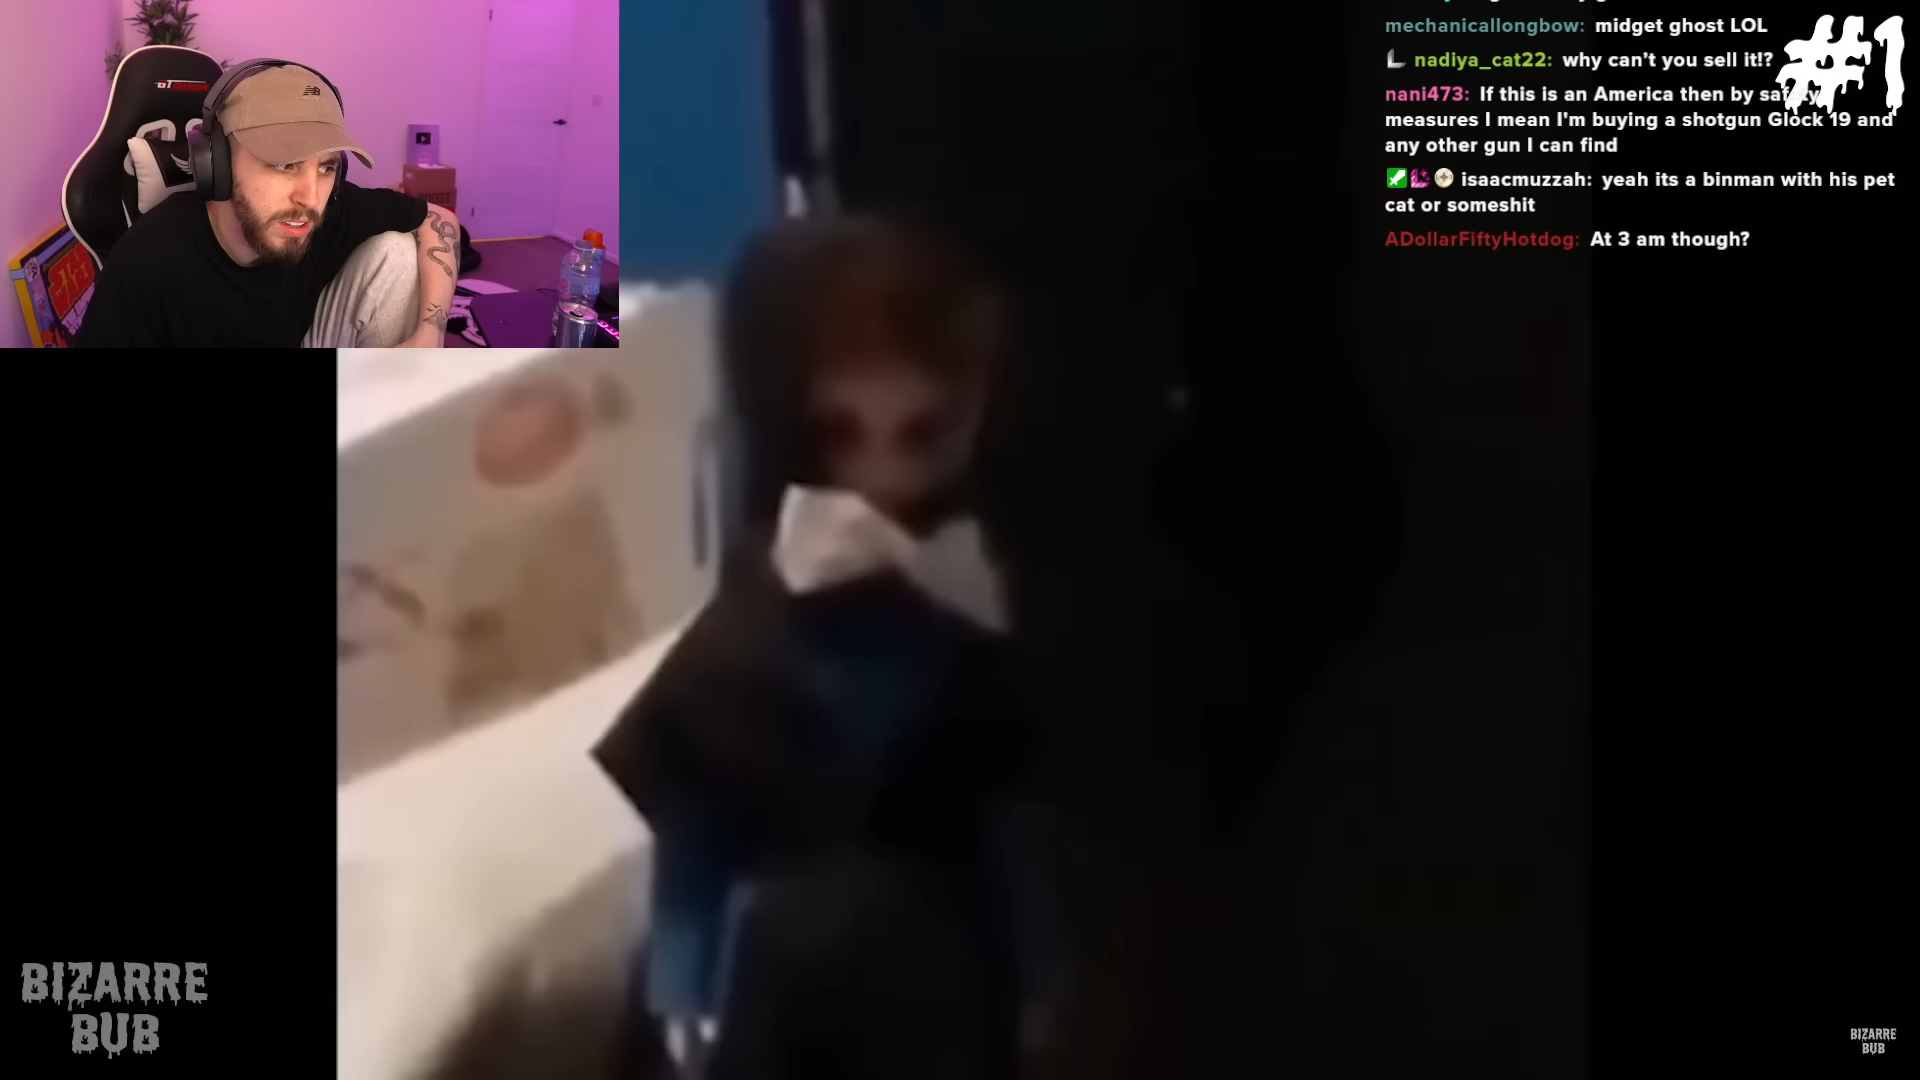 mechanicallongbow: midget ghost LOL
nadiya_cat22: why can't you sell it!?
nani473: If this is an America then by safety
measures I mean I'm buying a shotgun Glock 19 and
any other gun I can find
isaacmuzzah: yeah its a binman with his pet
cat or someshit
ADollarFiftyHotdog: At 3 am though?
#1
GT
BIZARRE
BUB
BIZARRE
BUB